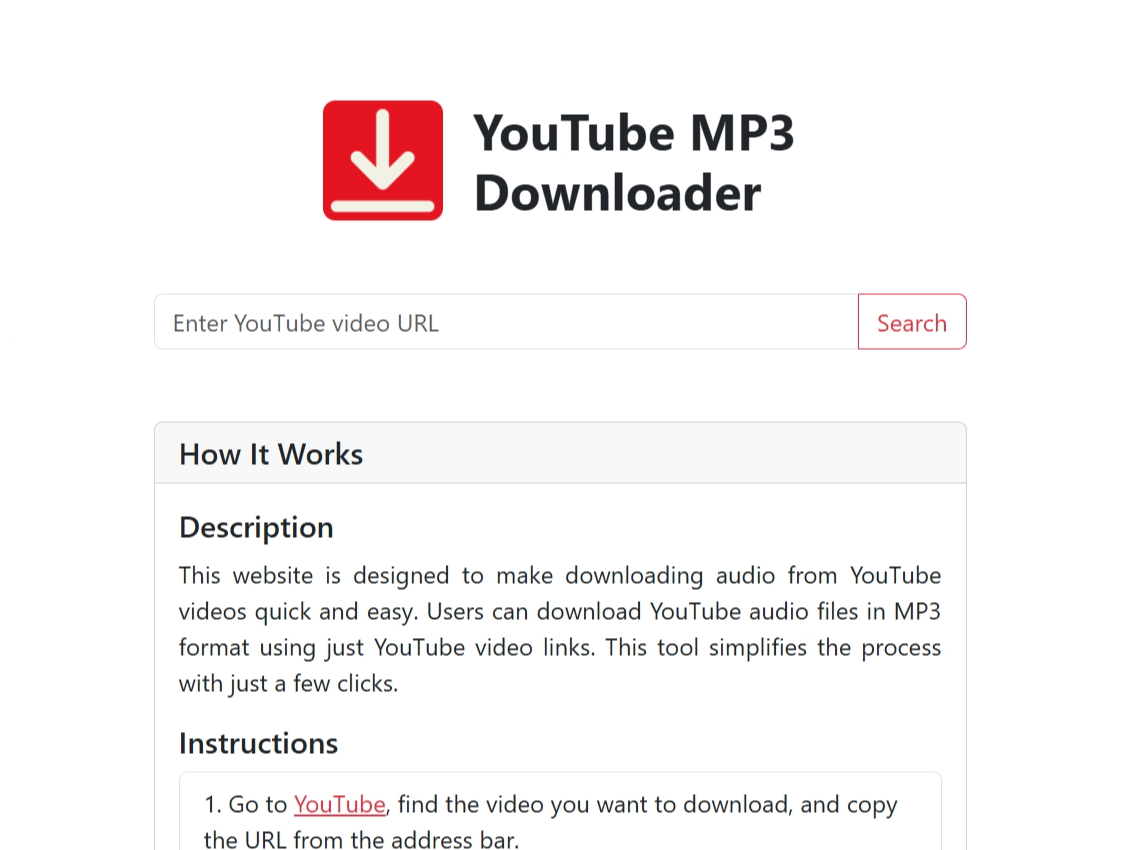 YouTube MP3
Downloader
Enter YouTube video URL
Search
How It Works
Description
This website is designed to make downloading audio from YouTube
videos quick and easy. Users can download YouTube audio files in MP3
format using just YouTube video links. This tool simplifies the process
with just a few clicks.
Instructions
1. Go to YouTube, find the video you want to download, and copy
the URL from the address bar.